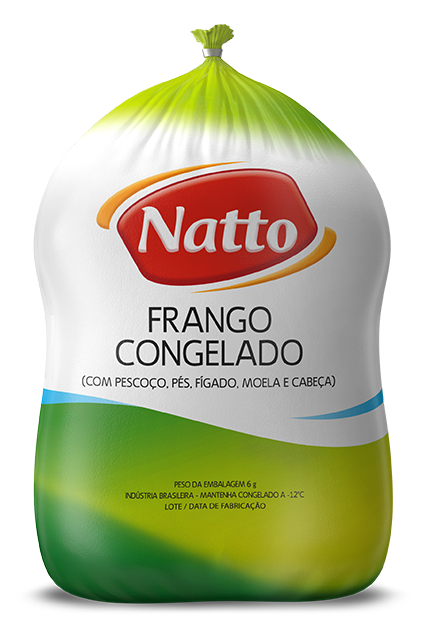 Natto
FRANGO
CONGELADO
(COM PESCOÇO, PÉS, FÍGADO, MOELA E CABEÇA)
PESO DA EMBALAGEM 6 g
INDÚSTRIA BRASILEIRA - MANTENHA CONGELADO A -12°C
LOTE / DATA DE FABRICAÇÃO